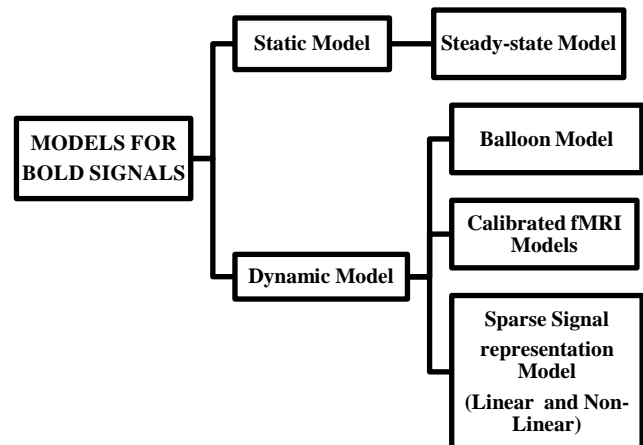 Static Model
Steady-state Model
MODELS FOR
BOLD SIGNALS
Balloon Model
Calibrated fMRI
Models
Dynamic Model
Sparse Signal
representation
Model
(Linear and Non-
Linear)